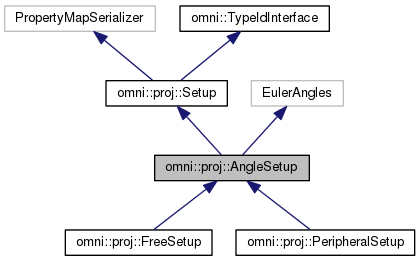 PropertyMapSerializer
omni::TypeIdInterface
omni::proj::Setup
EulerAngles
omni::proj::AngleSetup
omni::proj::FreeSetup
omni::proj::PeripheralSetup